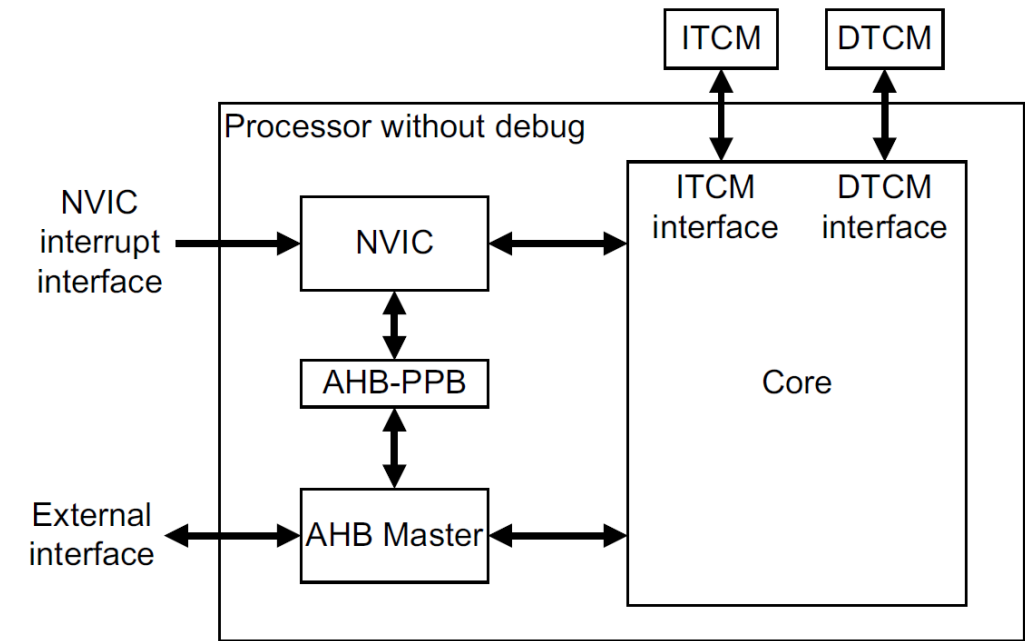 ITCM
DTCM
Processor without debug
NVIC
interrupt
interface
NVIC
ITCM
interface
DTCM
interface
AHB-PPB
Core
External
interface
AHB Master